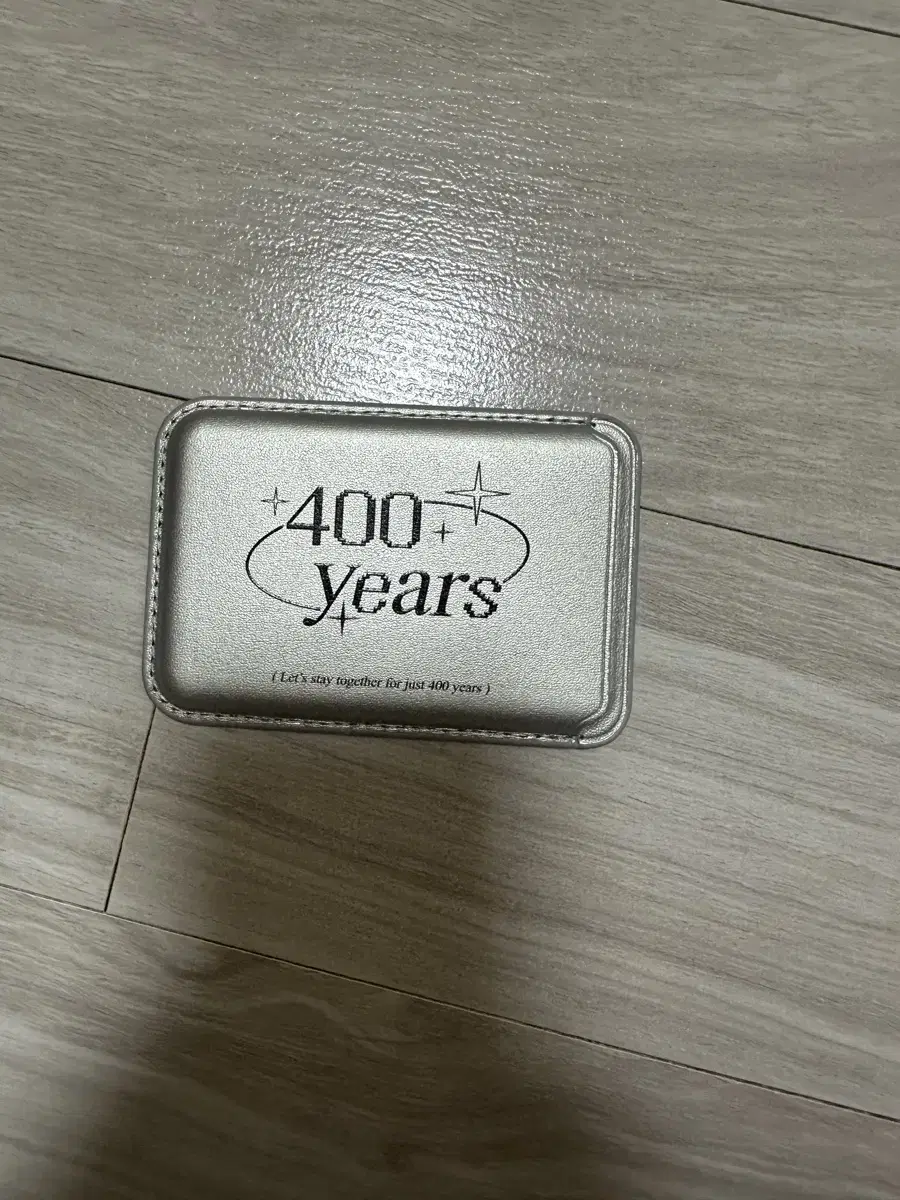 400
years
( Let's stay together for just 400 years )